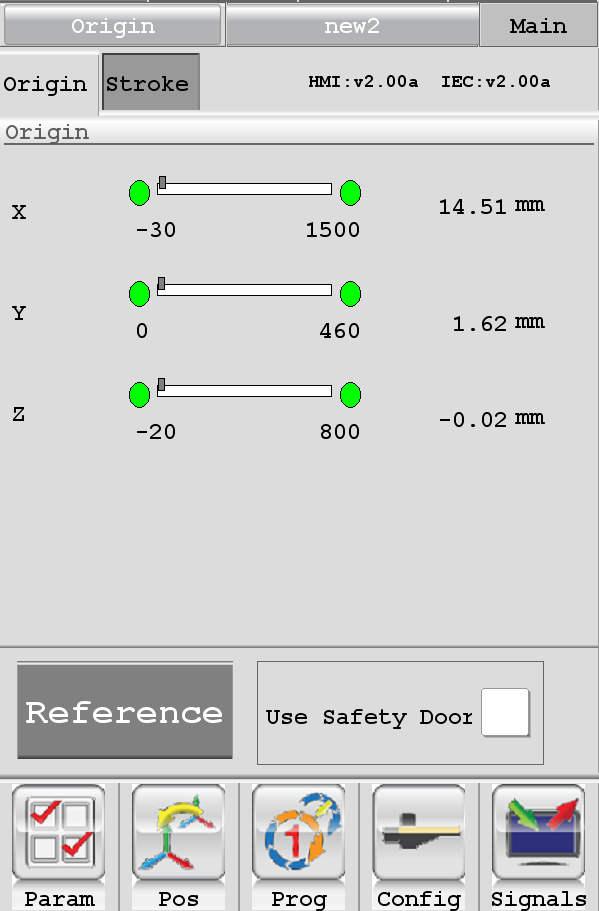 Origin new2 Main
Origin Stroke HMI:v2.00a IEC:v2.00a
Origin
X 14.51 mm
-30 1500
Y 1.62 mm
0 460
Z -0.02 mm
-20 800
Reference Use Safety Door
1
Param Pos Prog Config Signals